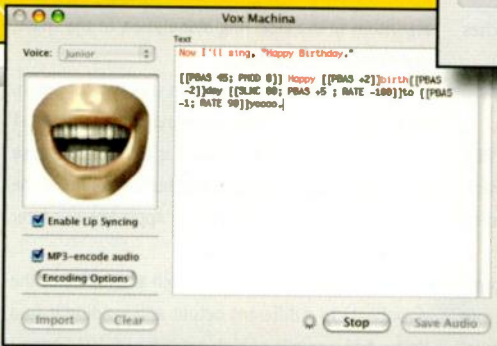 Vox Machina
Text
Voice: Junior
Now I'll sing, "Happy Birthday."
[[PBAS 45; PMOD 0]] Happy [[PBAS +2]]birth[[PBAS
-2]]day [[SLNC 80; PBAS +5 ; RATE -100]]to [[PBAS
-1; RATE 90]]yoooo.
Enable Lip Syncing
MP3-encode audio
Encoding Options
Import
Clear
Stop
Save Audio